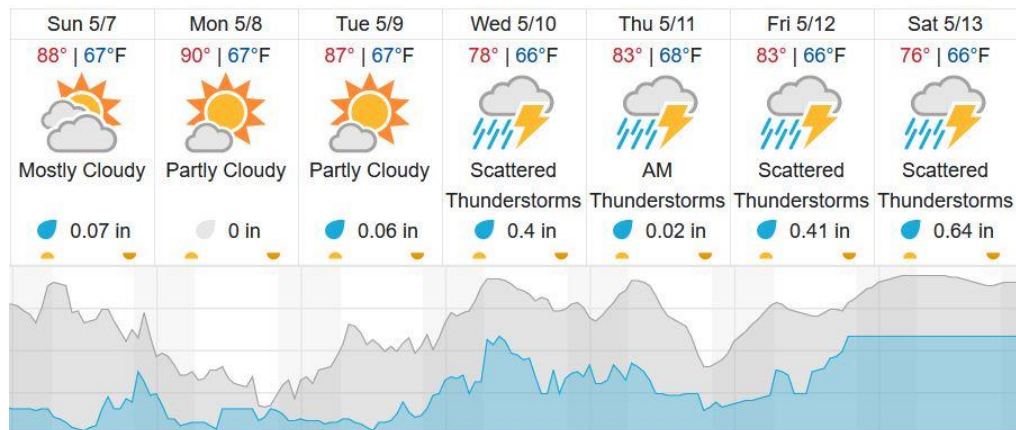 Sun 5/7 Mon 5/8 Tue 5/9 Wed 5/10 Thu 5/11 Fri 5/12 Sat 5/13
88° | 67°F 90° | 67°F 87° | 67°F 78° | 66°F 83° | 68°F 83° | 66°F 76° | 66°F
Mostly Cloudy Partly Cloudy Partly Cloudy Scattered AM Scattered Scattered
Thunderstorms Thunderstorms Thunderstorms Thunderstorms
0.07 in 0 in 0.06 in 0.4 in 0.02 in 0.41 in 0.64 in